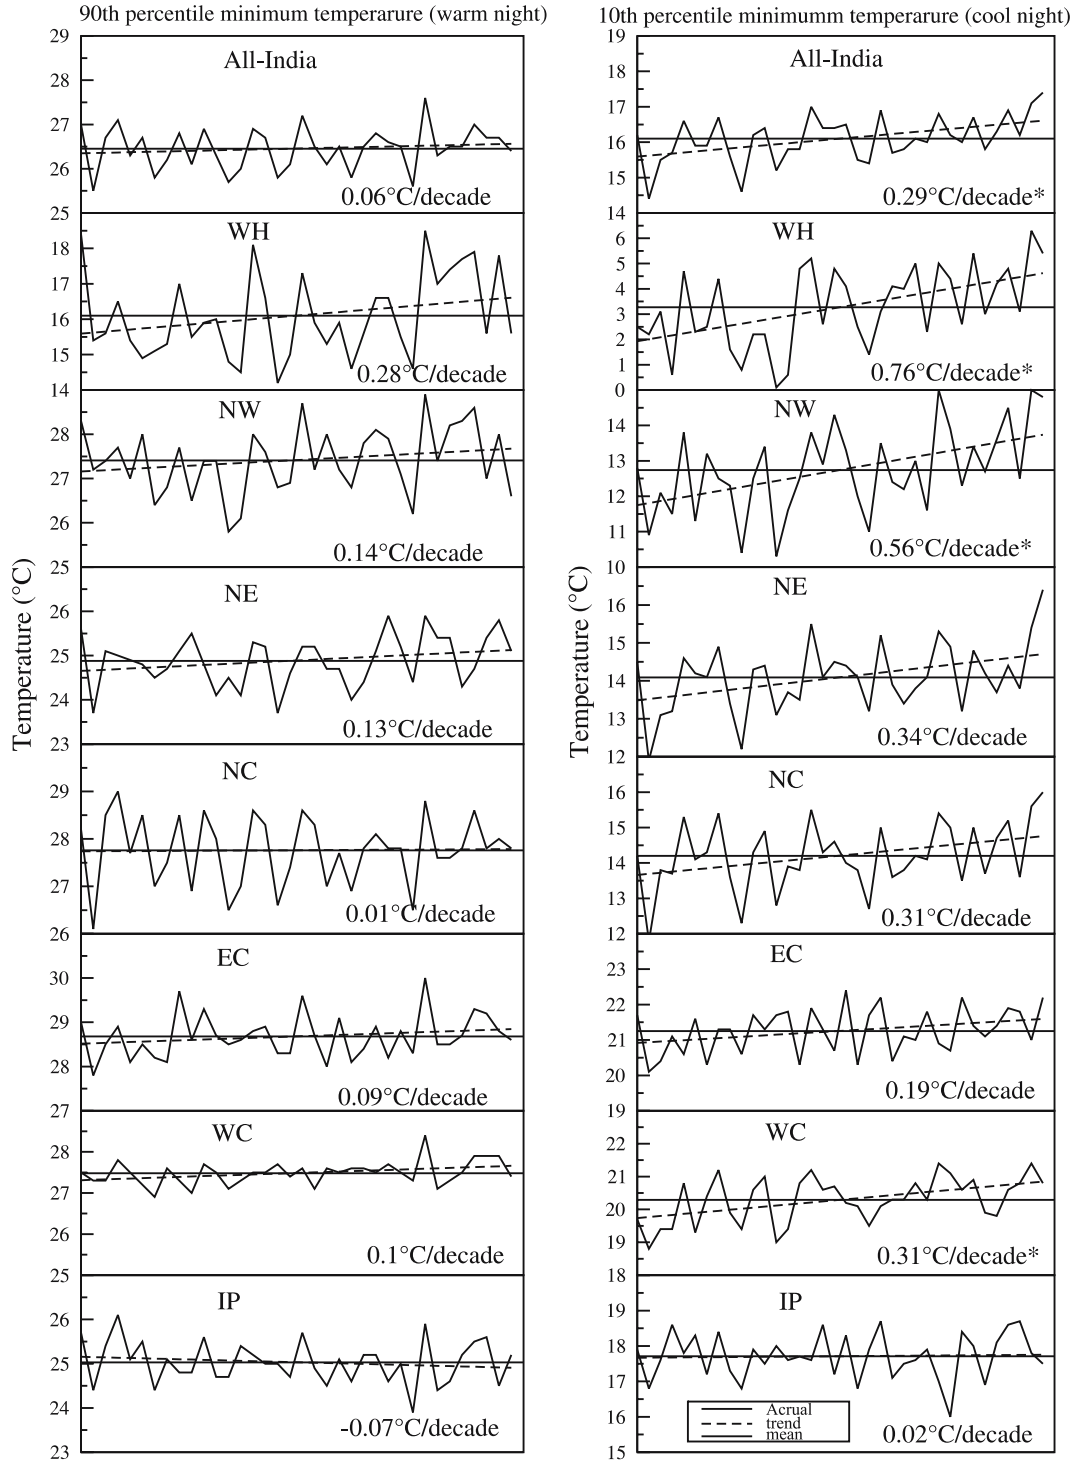 90th percentile minimum temperarure (warm night)
29
28
27
26
25
All-India
0.06°C/decade
18
17
16
15
14
WH
0.28°C/decade
28
27
26
25
NW
0.14°C/decade
26
25
24
23
NE
0.13°C/decade
29
28
27
26
NC
0.01°C/decade
30
29
28
27
EC
0.09°C/decade
28
27
26
25
WC
0.1°C/decade
26
25
24
23
IP
-0.07°C/decade
Temperature (°C)
10th percentile minimumm temperarure (cool night)
19
18
17
16
15
14
All-India
0.29°C/decade*
6
5
4
3
2
1
0
WH
0.76°C/decade*
14
13
12
11
10
NW
0.56°C/decade*
16
15
14
13
12
NE
0.34°C/decade
16
15
14
13
12
NC
0.31°C/decade
23
22
21
20
19
EC
0.19°C/decade
22
21
20
19
18
WC
0.31°C/decade*
19
18
17
16
15
IP
0.02°C/decade
Acrual
trend
mean
Temperature (°C)